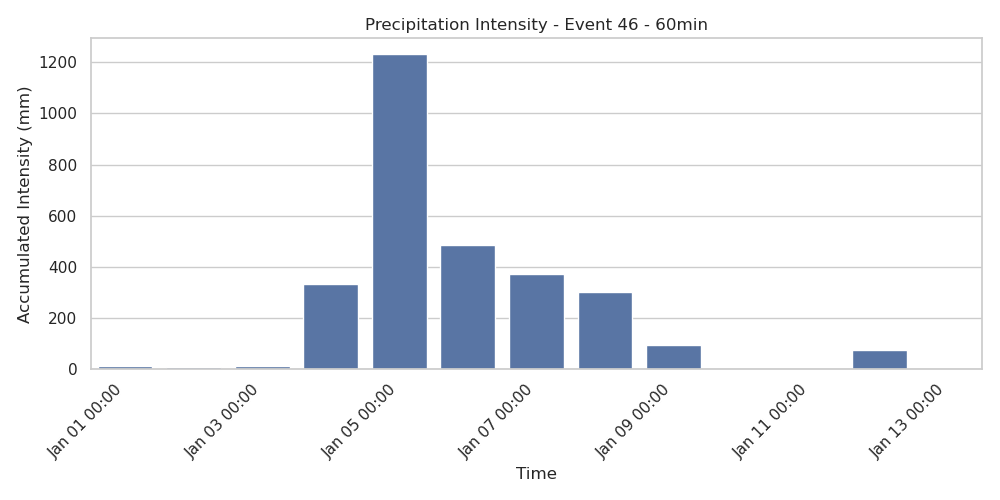 Precipitation Intensity - Event 46 - 60min
Accumulated Intensity (mm)
1200
1000
800
600
400
200
0
Jan 01 00:00
Jan 03 00:00
Jan 05 00:00
Jan 07 00:00
Jan 09 00:00
Jan 11 00:00
Jan 13 00:00
Time